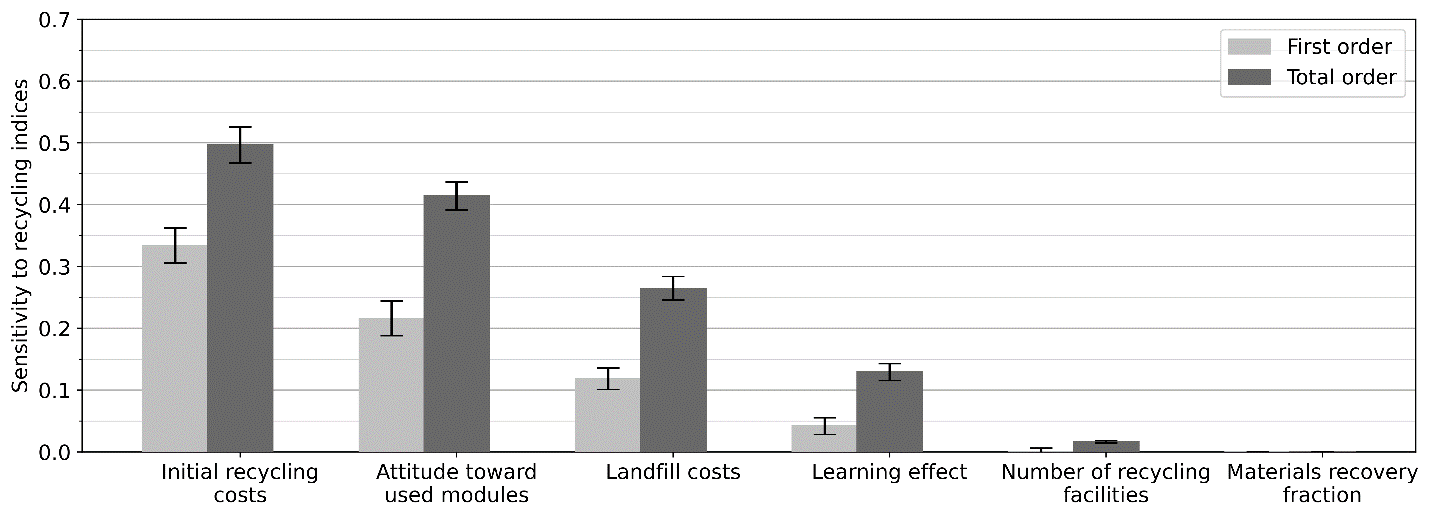 0.7
0.6
0.5
0.4
0.3
0.2
0.1
0.0
Sensitivity to recycling indices
First order
Total order
Initial recycling
costs
Attitude toward
used modules
Landfill costs
Learning effect
Number of recycling
facilities
Materials recovery
fraction